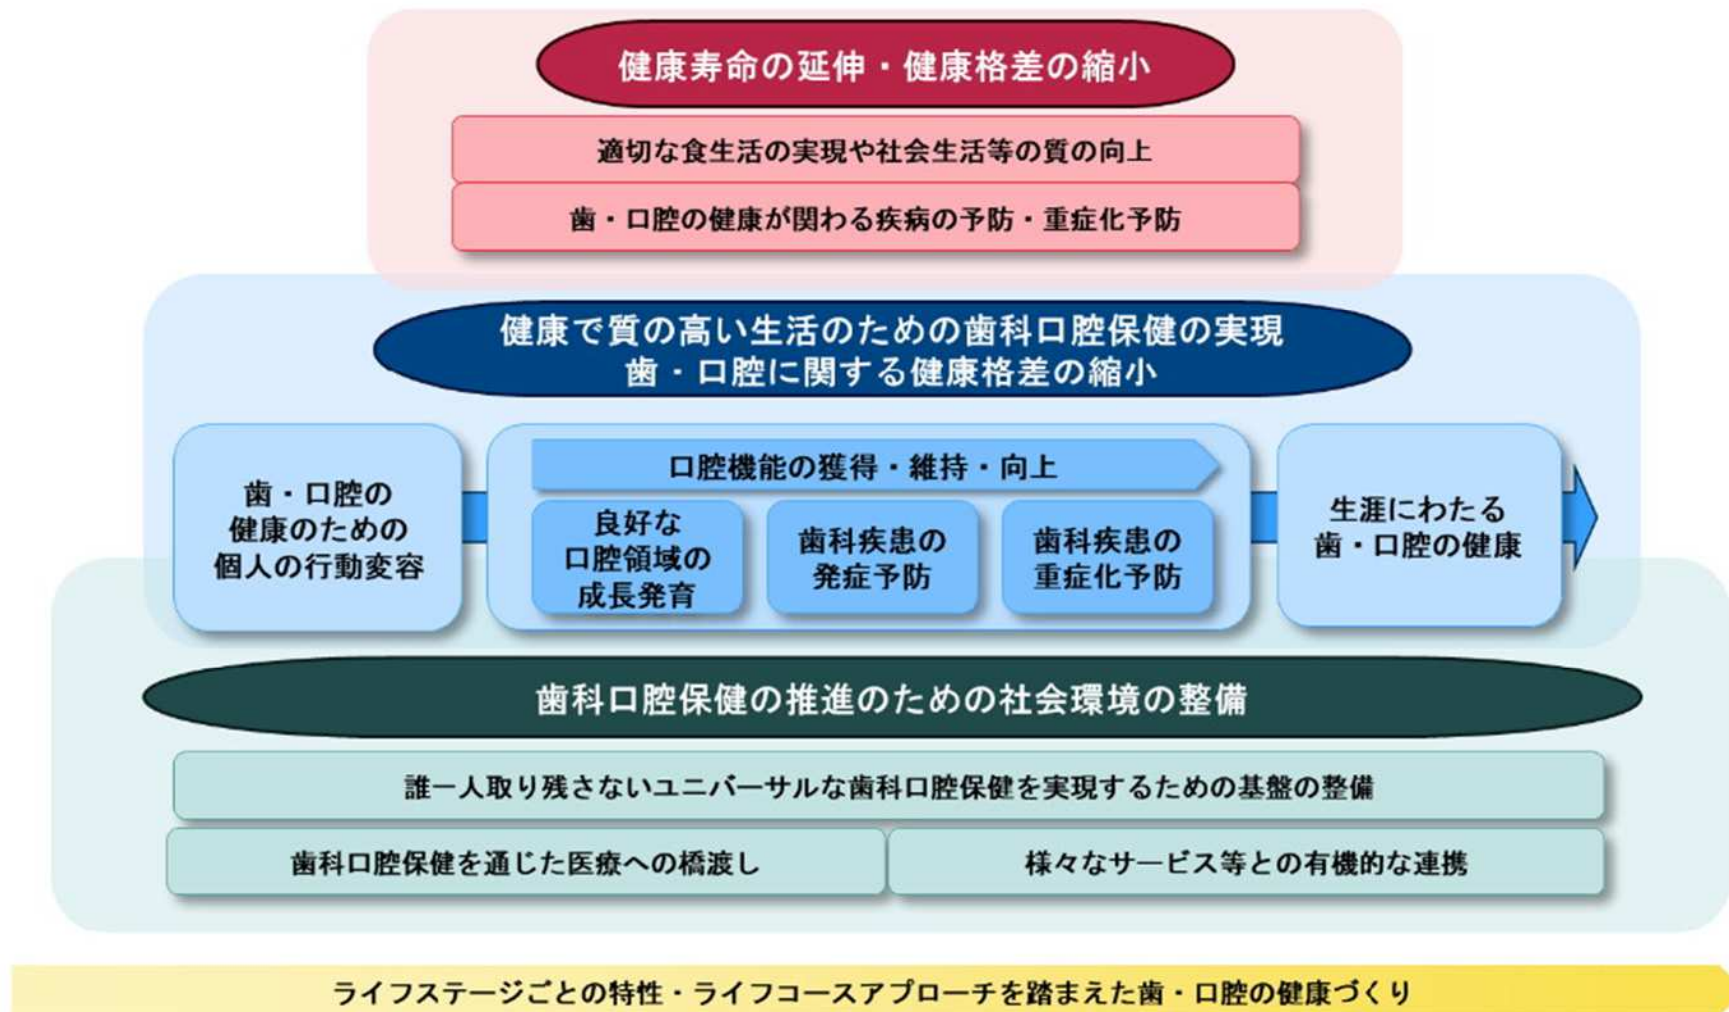 健康寿命の延伸・健康格差の縮小
適切な食生活の実現や社会生活等の質の向上
歯・口腔の健康が関わる疾病の予防・重症化予防
健康で質の高い生活のための歯科口腔保健の実現
歯・口腔に関する健康格差の縮小
歯・口腔の
健康のための
個人の行動変容
口腔機能の獲得・維持・向上
良好な
口腔領域の
成長発育
歯科疾患の
発症予防
歯科疾患の
重症化予防
生涯にわたる
歯・口腔の健康
歯科口腔保健の推進のための社会環境の整備
誰一人取り残さないユニバーサルな歯科口腔保健を実現するための基盤の整備
歯科口腔保健を通じた医療への橋渡し
様々なサービス等との有機的な連携
ライフステージごとの特性・ライフコースアプローチを踏まえた歯・口腔の健康づくり